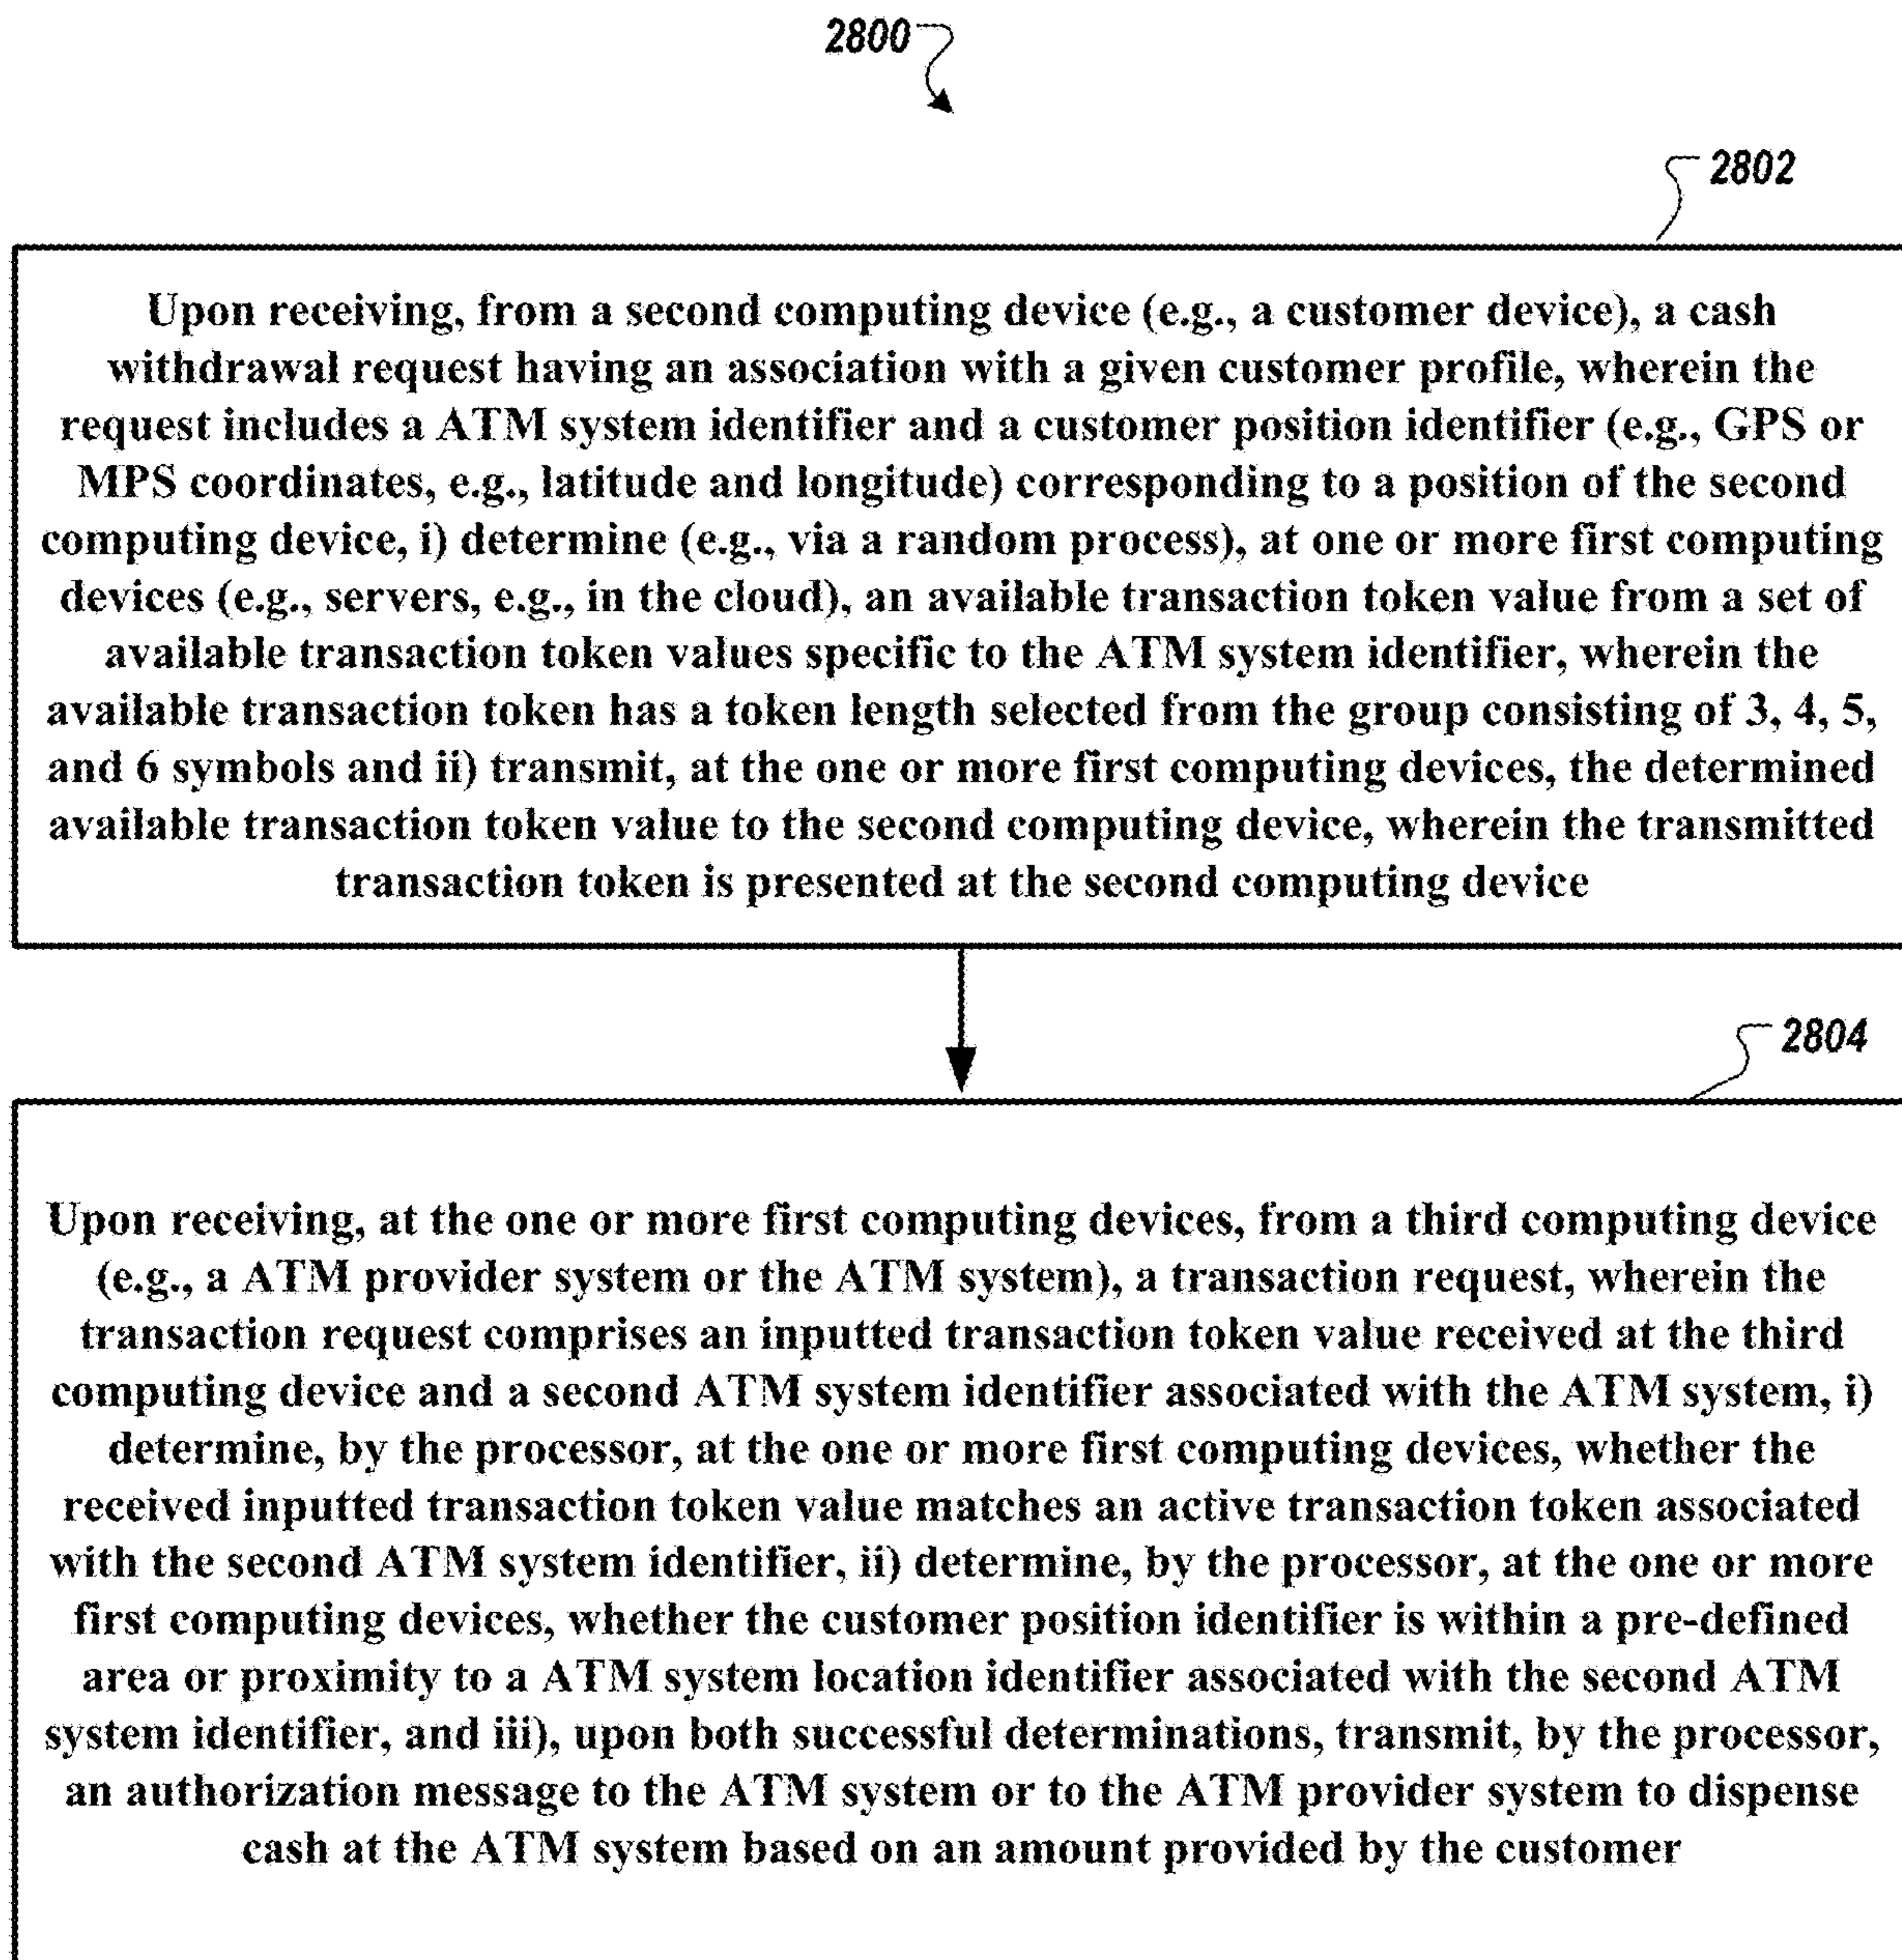 2800
2802
Upon receiving, from a second computing device (e.g., a customer device), a cash
withdrawal request having an association with a given customer profile, wherein the
request includes a ATM system identifier and a customer position identifier (e.g., GPS or
MPS coordinates, e.g., latitude and longitude) corresponding to a position of the second
computing device, i) determine (e.g., via a random process), at one or more first computing
devices (e.g., servers, e.g., in the cloud), an available transaction token value from a set of
available transaction token values specific to the ATM system identifier, wherein the
available transaction token has a token length selected from the group consisting of 3, 4, 5,
and 6 symbols and ii) transmit, at the one or more first computing devices, the determined
available transaction token value to the second computing device, wherein the transmitted
transaction token is presented at the second computing device
2804
Upon receiving, at the one or more first computing devices, from a third computing device
(e.g., a ATM provider system or the ATM system), a transaction request, wherein the
transaction request comprises an inputted transaction token value received at the third
computing device and a second ATM system identifier associated with the ATM system, i)
determine, by the processor, at the one or more first computing devices, whether the
received inputted transaction token value matches an active transaction token associated
with the second ATM system identifier, ii) determine, by the processor, at the one or more
first computing devices, whether the customer position identifier is within a pre-defined
area or proximity to a ATM system location identifier associated with the second ATM
system identifier, and iii), upon both successful determinations, transmit, by the processor,
an authorization message to the ATM system or to the ATM provider system to dispense
cash at the ATM system based on an amount provided by the customer